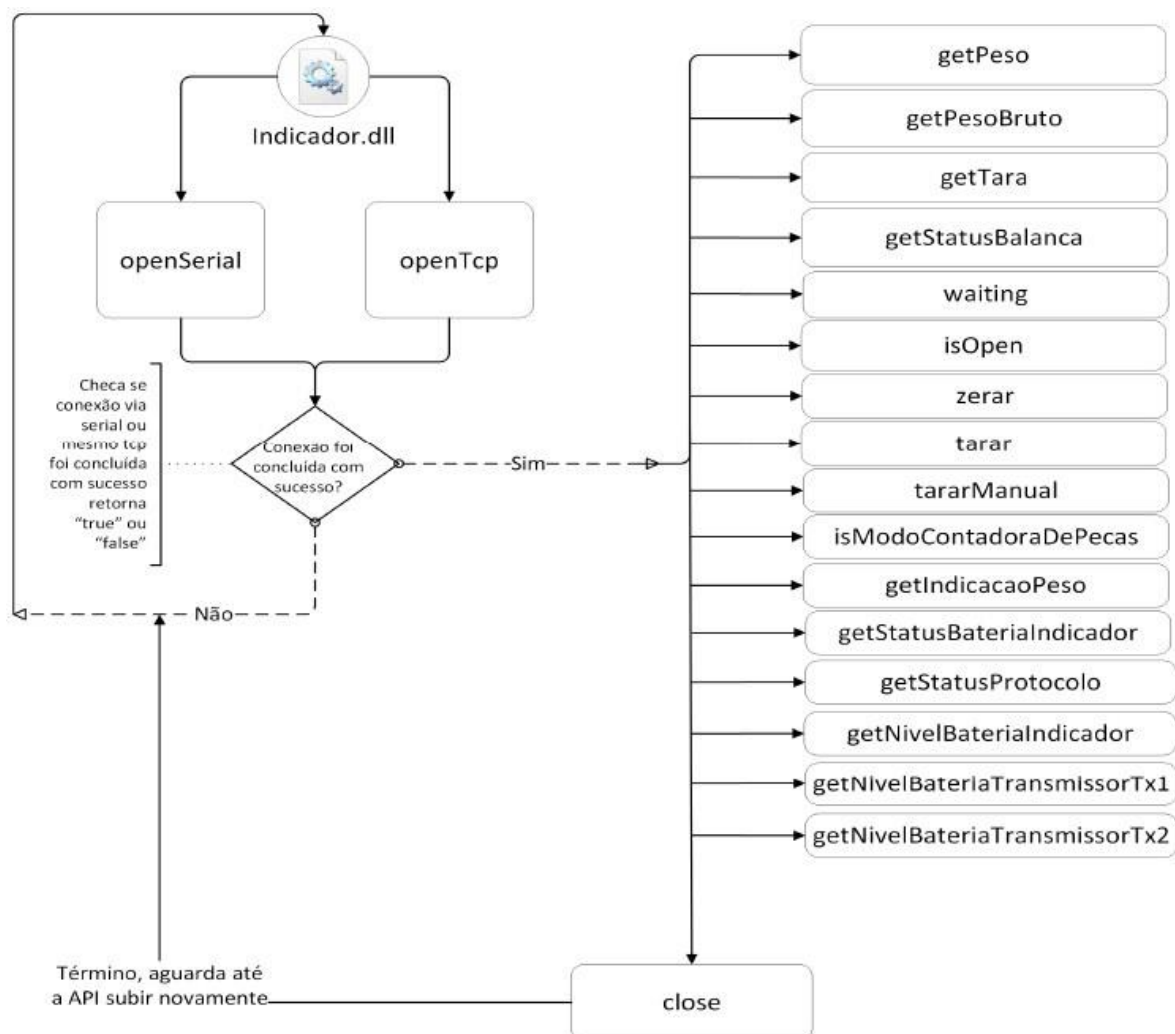 Indicador.dll
openSerial
openTcp
Checa se
conexão via
serial ou
mesmo tcp
foi concluída
com sucesso
retorna
“true” ou
“false”
Conexão foi
concluída com
sucesso?
Sim
Não
getPeso
getPesoBruto
getTara
getStatusBalanca
waiting
isOpen
zerar
tarar
tararManual
isModoContadoraDePecas
getIndicacaoPeso
getStatusBateriaIndicador
getStatusProtocolo
getNivelBateriaIndicador
getNivelBateriaTransmissorTx1
getNivelBateriaTransmissorTx2
Término, aguarda até
a API subir novamente
close